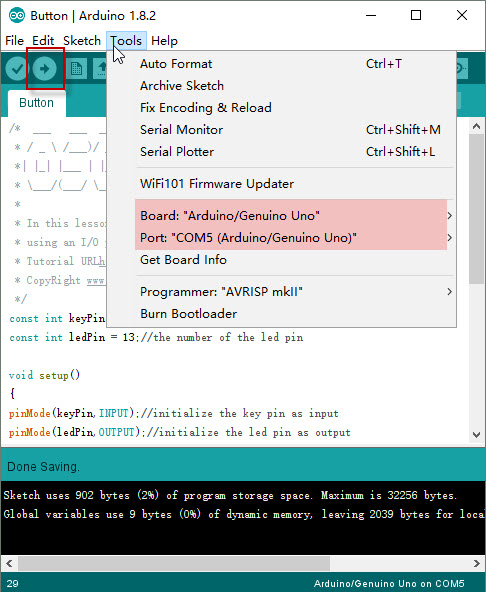 Button | Arduino 1.8.2
File Edit Sketch Tools Help
Auto Format Ctrl+T
Archive Sketch
Fix Encoding & Reload
Serial Monitor Ctrl+Shift+M
Serial Plotter Ctrl+Shift+L
WiFi101 Firmware Updater
Board: "Arduino/Genuino Uno"
Port: "COM5 (Arduino/Genuino Uno)"
Get Board Info
Programmer: "AVRISP mkII"
Burn Bootloader
Button
/* ___ ___ _
* / _ \ /___)/
*| |_| |___ | |
* \___/(___/ \_
*
* In this lesso
* using an I/O
* Tutorial URL
* CopyRight www
*/
const int keyPin
const int ledPin = 13;//the number of the led pin
void setup()
{
pinMode(keyPin,INPUT);//initialize the key pin as input
pinMode(ledPin,OUTPUT);//initialize the led pin as output
Done Saving.
Sketch uses 902 bytes (2%) of program storage space. Maximum is 32256 bytes.
Global variables use 9 bytes (0%) of dynamic memory, leaving 2039 bytes for loca
29 Arduino/Genuino Uno on COM5